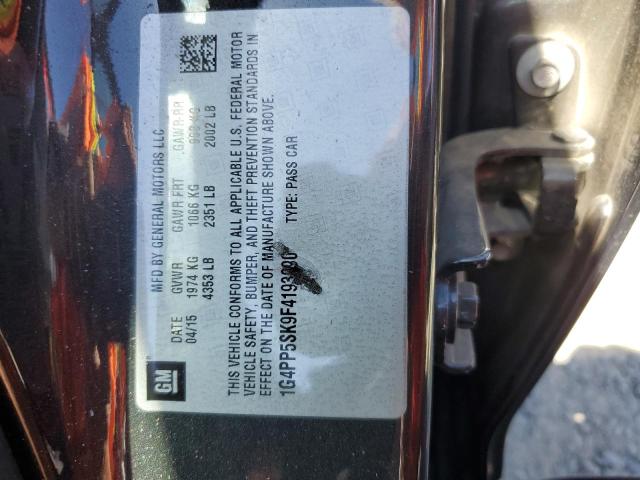 GM
MFD BY GENERAL MOTORS LLC
DATE GVWR GAWR FRT GAWR RR
04/15 1974 KG 1066 KG 908 KG
4353 LB 2351 LB 2002 LB
THIS VEHICLE CONFORMS TO ALL APPLICABLE U.S. FEDERAL MOTOR
VEHICLE SAFETY, BUMPER, AND THEFT PREVENTION STANDARDS IN
EFFECT ON THE DATE OF MANUFACTURE SHOWN ABOVE.
TYPE: PASS CAR